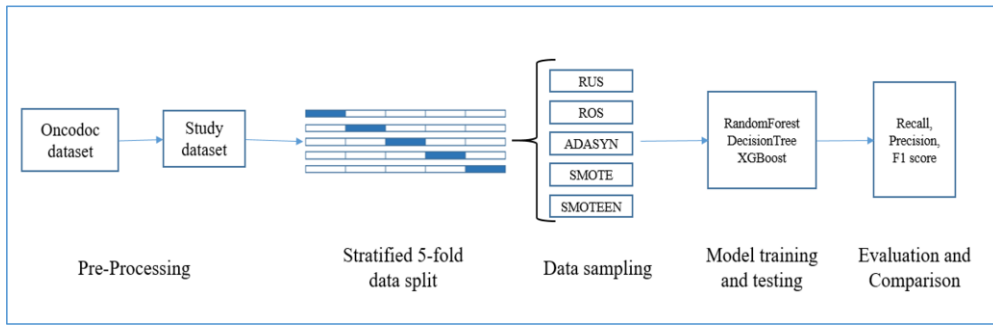 Oncodoc
dataset
Study
dataset
RUS
ROS
ADASYN
SMOTE
SMOTEEN
RandomForest
DecisionTree
XGBoost
Recall,
Precision,
F1 score
Pre-Processing
Stratified 5-fold
data split
Data sampling
Model training
and testing
Evaluation and
Comparison